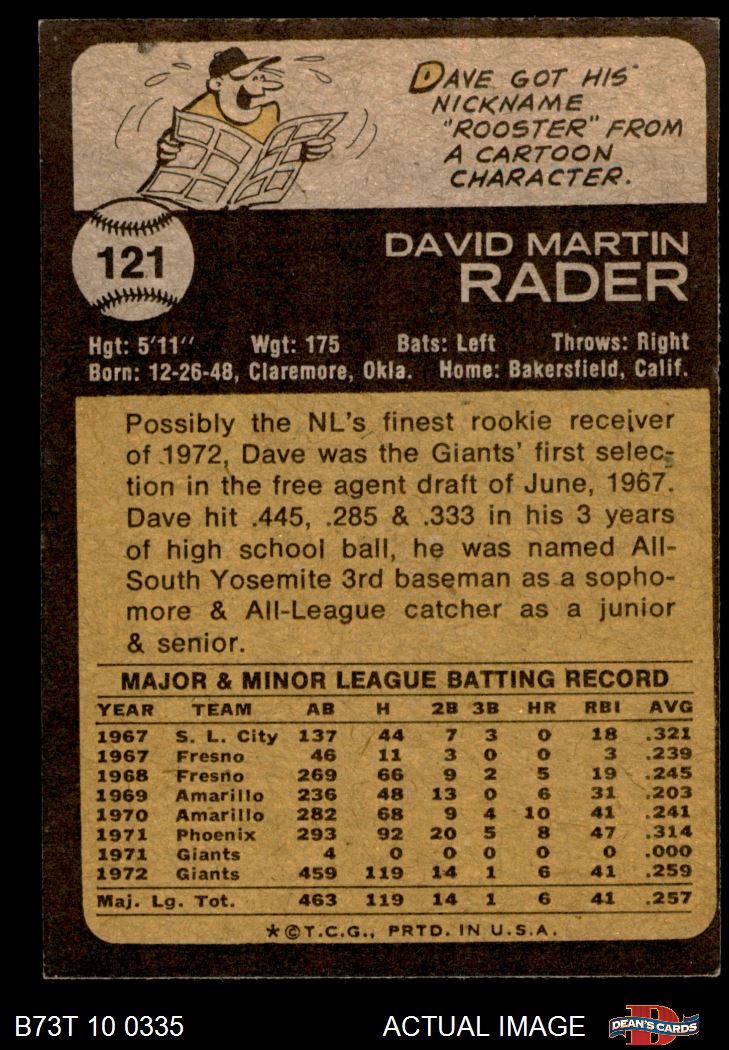 DAVE GOT HIS
NICKNAME
"ROOSTER" FROM
A CARTOON
CHARACTER.
121
DAVID MARTIN
RADER
Hgt: 5'11'' Wgt: 175 Bats: Left Throws: Right
Born: 12-26-48, Claremore, Okla. Home: Bakersfield, Calif.
Possibly the NL's finest rookie receiver
of 1972, Dave was the Giants' first selec-
tion in the free agent draft of June, 1967.
Dave hit .445, .285 & .333 in his 3 years
of high school ball, he was named All-
South Yosemite 3rd baseman as a sopho-
more & All-League catcher as a junior
& senior.
MAJOR & MINOR LEAGUE BATTING RECORD
YEAR TEAM AB H 2B 3B HR RBI AVG
1967 S. L. City 137 44 7 3 0 18 .321
1967 Fresno 46 11 3 0 0 3 .239
1968 Fresno 269 66 9 2 5 19 .245
1969 Amarillo 236 48 13 0 6 31 .203
1970 Amarillo 282 68 9 4 10 41 .241
1971 Phoenix 293 92 20 5 8 47 .314
1971 Giants 4 0 0 0 0 0 .000
1972 Giants 459 119 14 1 6 41 .259
Maj. Lg. Tot. 463 119 14 1 6 41 .257
*©T.C.G., PRTD. IN U.S.A.
B73T 10 0335 ACTUAL IMAGE D DEAN'S CARDS